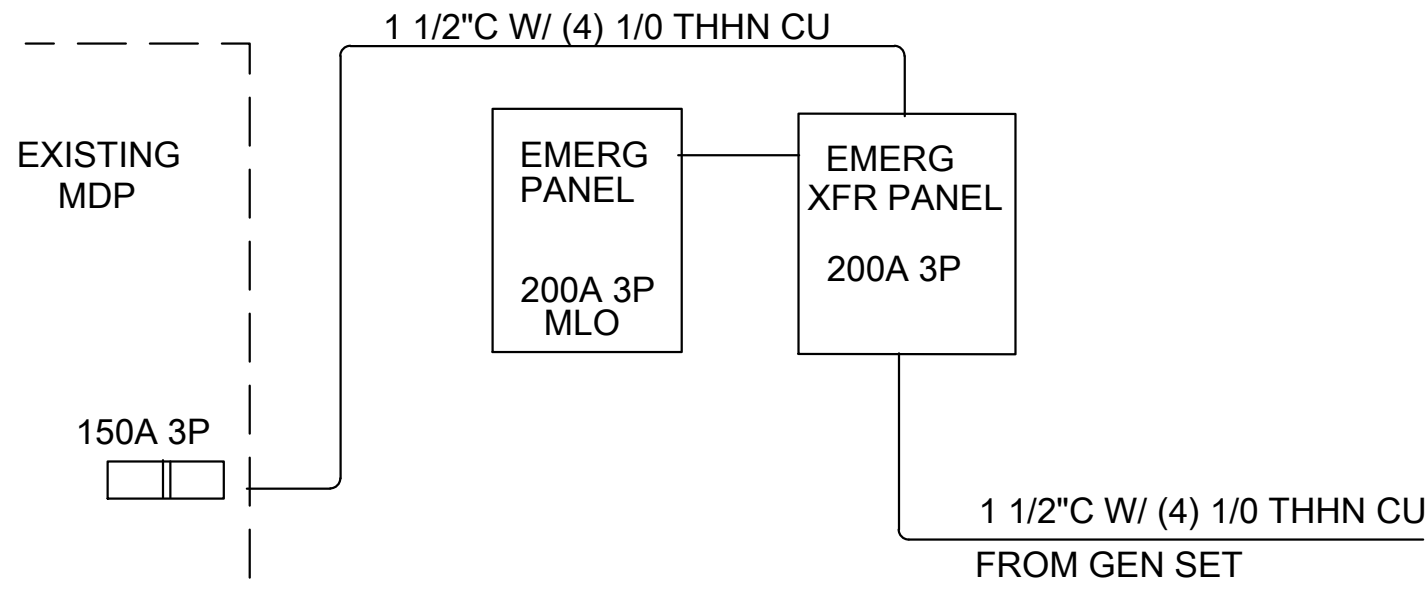 1 1/2"C W/ (4) 1/0 THHN CU
EXISTING
MDP
150A 3P
EMERG
PANEL
200A 3P
MLO
EMERG
XFR PANEL
200A 3P
1 1/2"C W/ (4) 1/0 THHN CU
FROM GEN SET